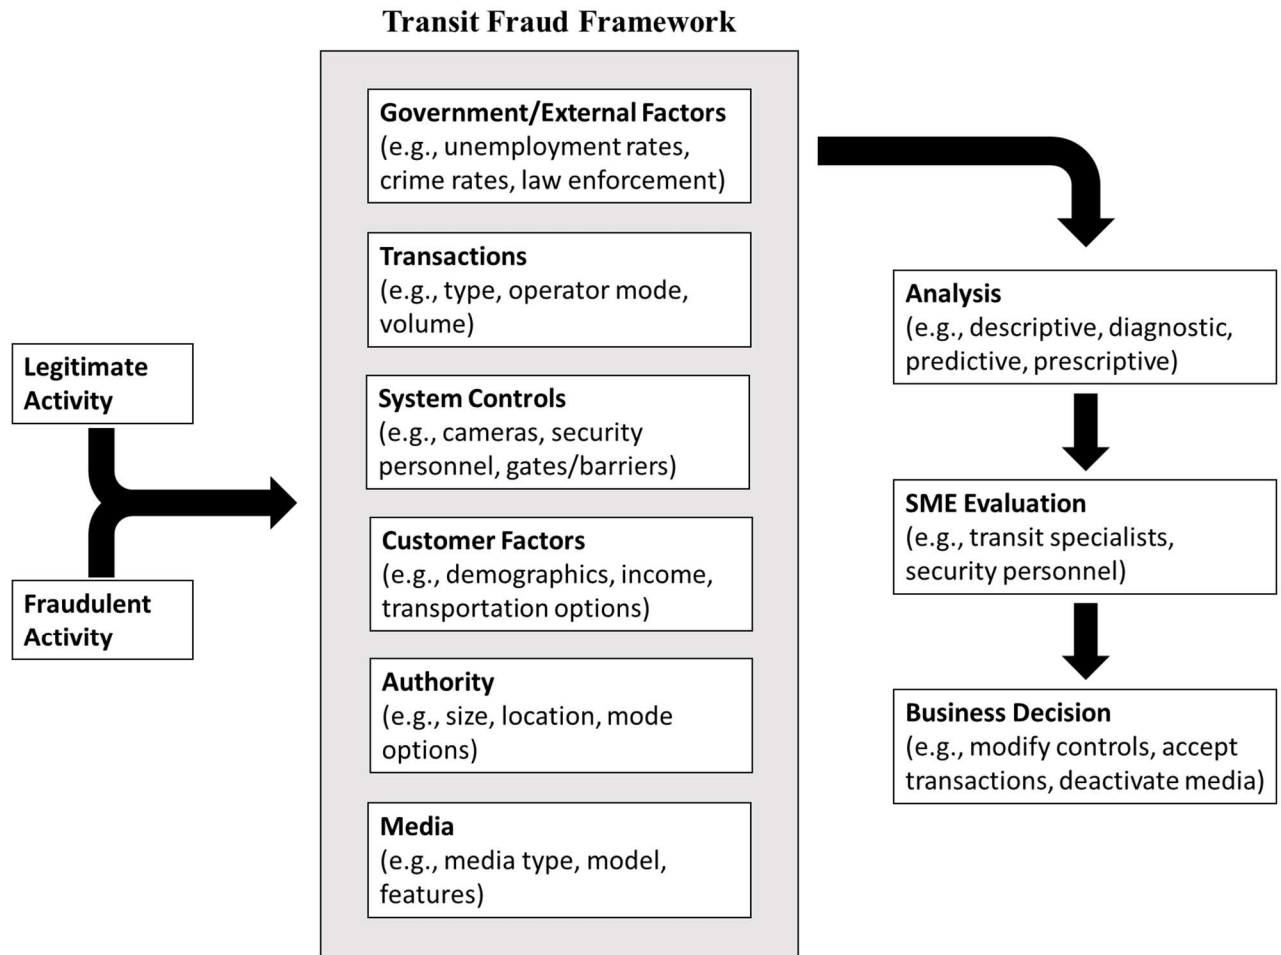 Transit Fraud Framework
Legitimate
Activity
Fraudulent
Activity
Government/External Factors
(e.g., unemployment rates,
crime rates, law enforcement)
Transactions
(e.g., type, operator mode,
volume)
System Controls
(e.g., cameras, security
personnel, gates/barriers)
Customer Factors
(e.g., demographics, income,
transportation options)
Authority
(e.g., size, location, mode
options)
Media
(e.g., media type, model,
features)
Analysis
(e.g., descriptive, diagnostic,
predictive, prescriptive)
SME Evaluation
(e.g., transit specialists,
security personnel)
Business Decision
(e.g., modify controls, accept
transactions, deactivate media)